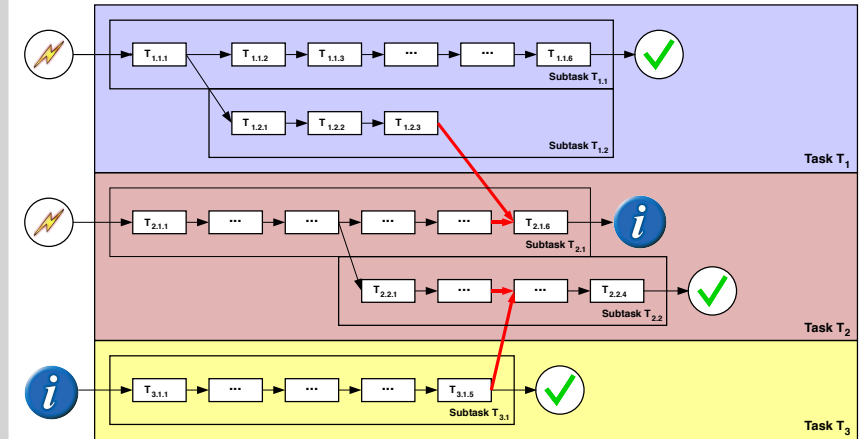 T1.1.1 T1.1.2 T1.1.3 ... ... T1.1.6
Subtask T1.1
T1.2.1 T1.2.2 T1.2.3
Subtask T1.2
Task T1
T2.1.1 ... ... ... ... T2.1.6
i
Subtask T2.1
T2.2.1 ... ... T2.2.4
Subtask T2.2
Task T2
i
T3.1.1 ... ... ... T3.1.5
Subtask T3.1
Task T3